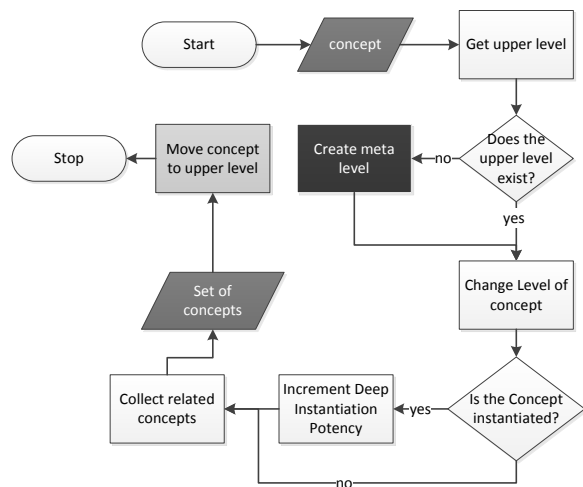 Start
concept
Get upper level
Does the
upper level
exist?
no
Create meta
level
yes
Change Level of
concept
Is the Concept
instantiated?
yes
Increment Deep
Instantiation
Potency
no
Collect related
concepts
Set of
concepts
Move concept
to upper level
Stop